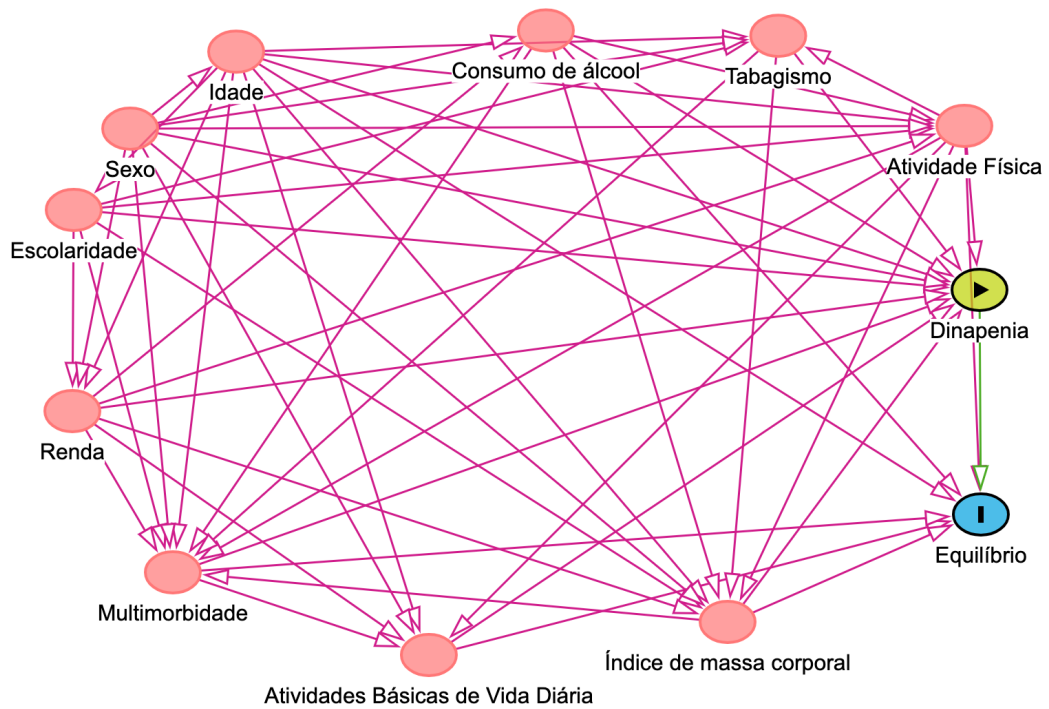 Consumo de álcool
Tabagismo
Idade
Sexo
Atividade Física
Escolaridade
Dinapenia
Renda
Equilíbrio
Multimorbidade
Índice de massa corporal
Atividades Básicas de Vida Diária